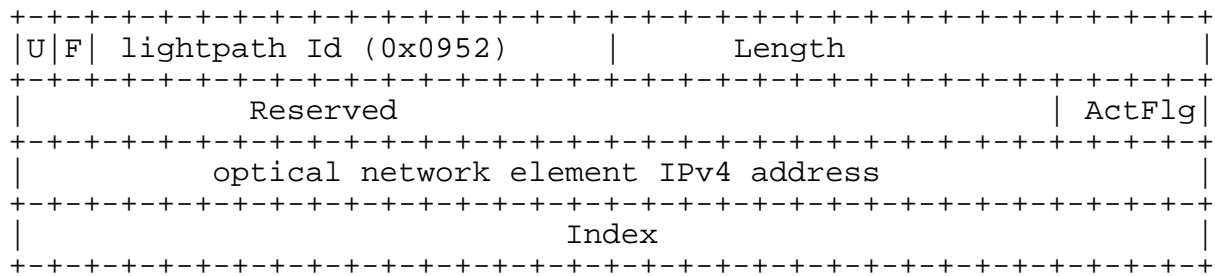 +-+-+-+-+-+-+-+-+-+-+-+-+-+-+-+-+-+-+-+-+-+-+-+-+-+-+-+-+-+-+-+-+
|U|F| lightpath Id (0x0952)     |      Length                   |
+-+-+-+-+-+-+-+-+-+-+-+-+-+-+-+-+-+-+-+-+-+-+-+-+-+-+-+-+-+-+-+-+
|            Reserved                                   | ActFlg|
+-+-+-+-+-+-+-+-+-+-+-+-+-+-+-+-+-+-+-+-+-+-+-+-+-+-+-+-+-+-+-+-+
|          optical network element IPv4 address                 |
+-+-+-+-+-+-+-+-+-+-+-+-+-+-+-+-+-+-+-+-+-+-+-+-+-+-+-+-+-+-+-+-+
|                             Index                             |
+-+-+-+-+-+-+-+-+-+-+-+-+-+-+-+-+-+-+-+-+-+-+-+-+-+-+-+-+-+-+-+-+